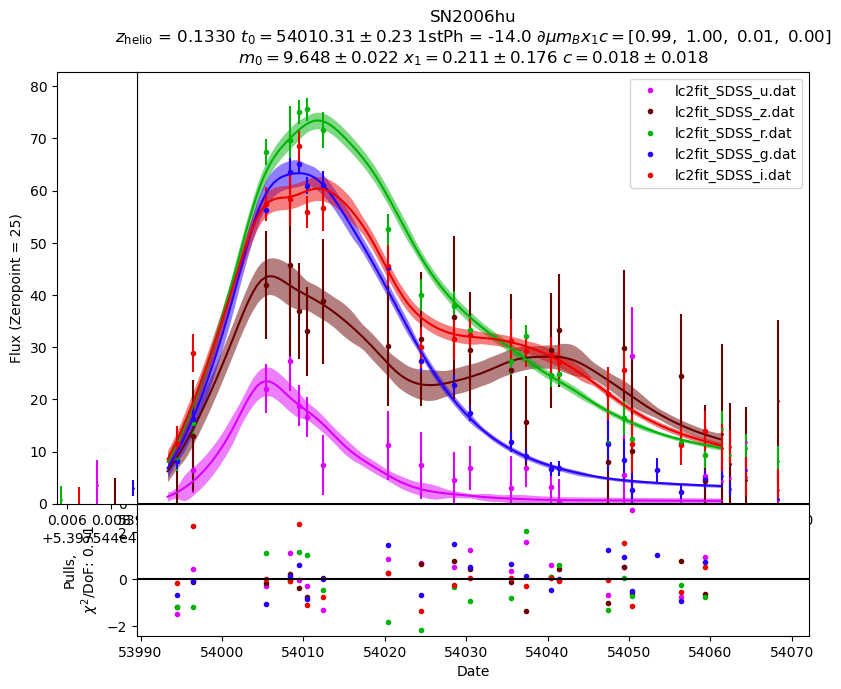 SN2006hu
z_helio = 0.1330 t_0 = 54010.31 ± 0.23 1stPh = -14.0 ∂μm_Bx_1c = [0.99, 1.00, 0.01, 0.00]
m_0 = 9.648 ± 0.022 x_1 = 0.211 ± 0.176 c = 0.018 ± 0.018
lc2fit_SDSS_u.dat
lc2fit_SDSS_z.dat
lc2fit_SDSS_r.dat
lc2fit_SDSS_g.dat
lc2fit_SDSS_i.dat
Flux (Zeropoint = 25)
80
70
60
50
40
30
20
10
0
0.006 0.008
Pulls,
χ²/DoF:
0
−2
53990 54000 54010 54020 54030 54040 54050 54060 54070
Date